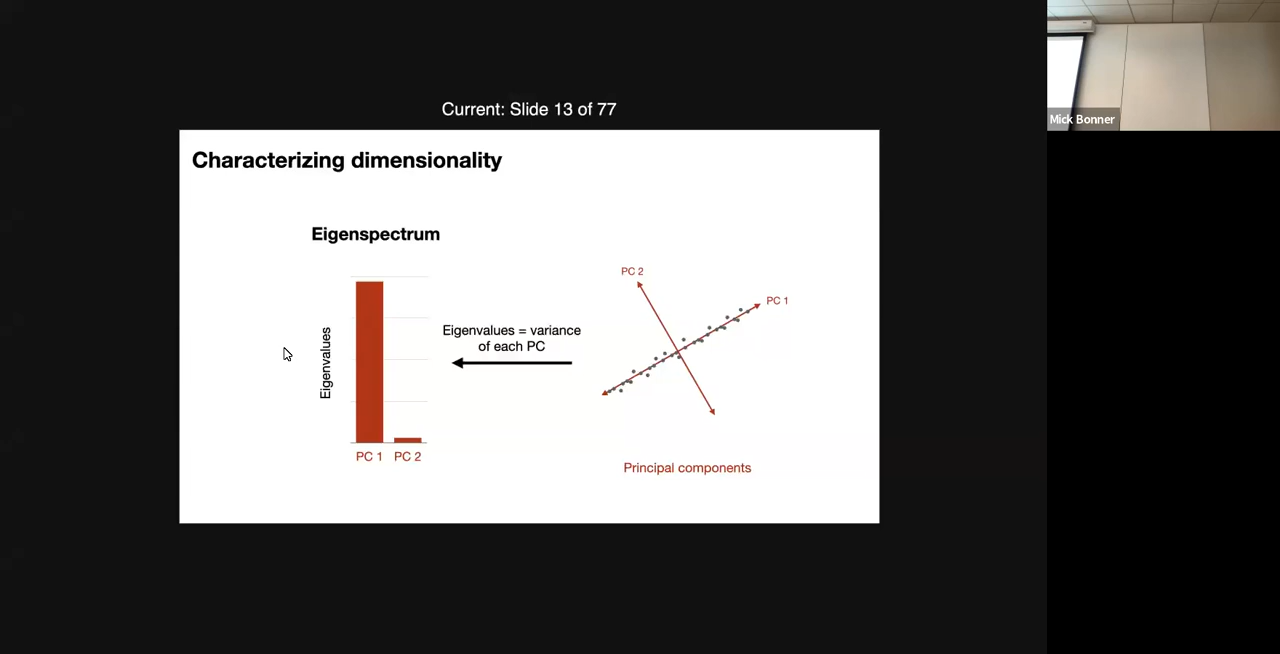 Current: Slide 13 of 77
Mick Bonner
Characterizing dimensionality
Eigenspectrum
Eigenvalues
PC 1
PC 2
Eigenvalues = variance
of each PC
PC 2
PC 1
Principal components